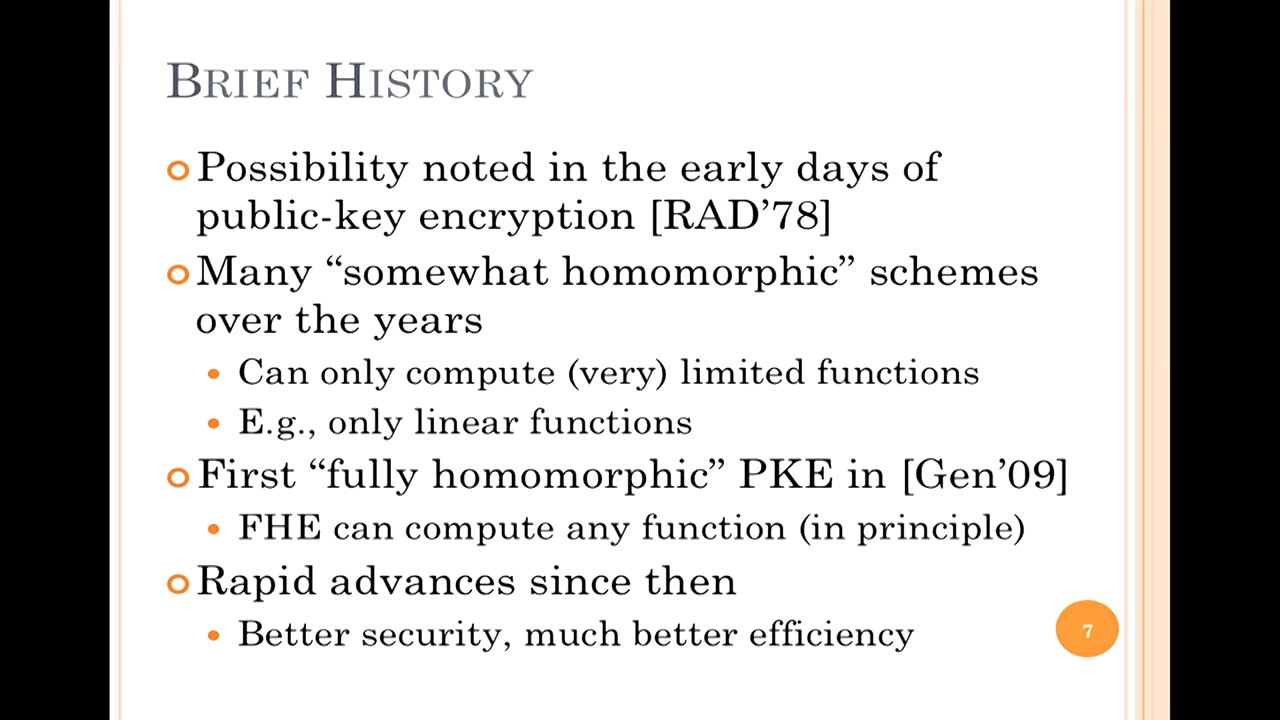 BRIEF HISTORY
Possibility noted in the early days of
public-key encryption [RAD’78]
Many “somewhat homomorphic” schemes
over the years
Can only compute (very) limited functions
E.g., only linear functions
First “fully homomorphic” PKE in [Gen’09]
FHE can compute any function (in principle)
Rapid advances since then
Better security, much better efficiency
7